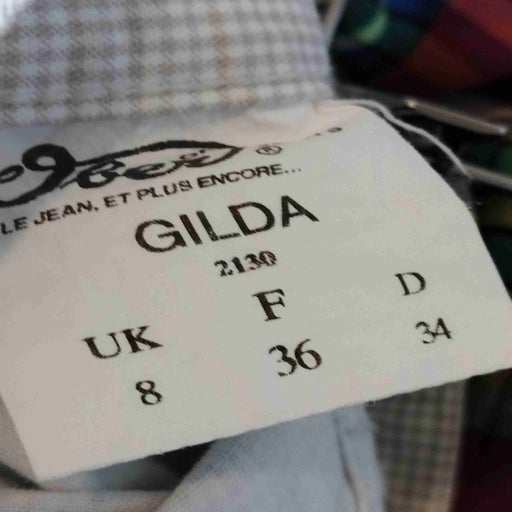 LE JEAN, ET PLUS ENCORE...
GILDA
2130
UK F D
8 36 34